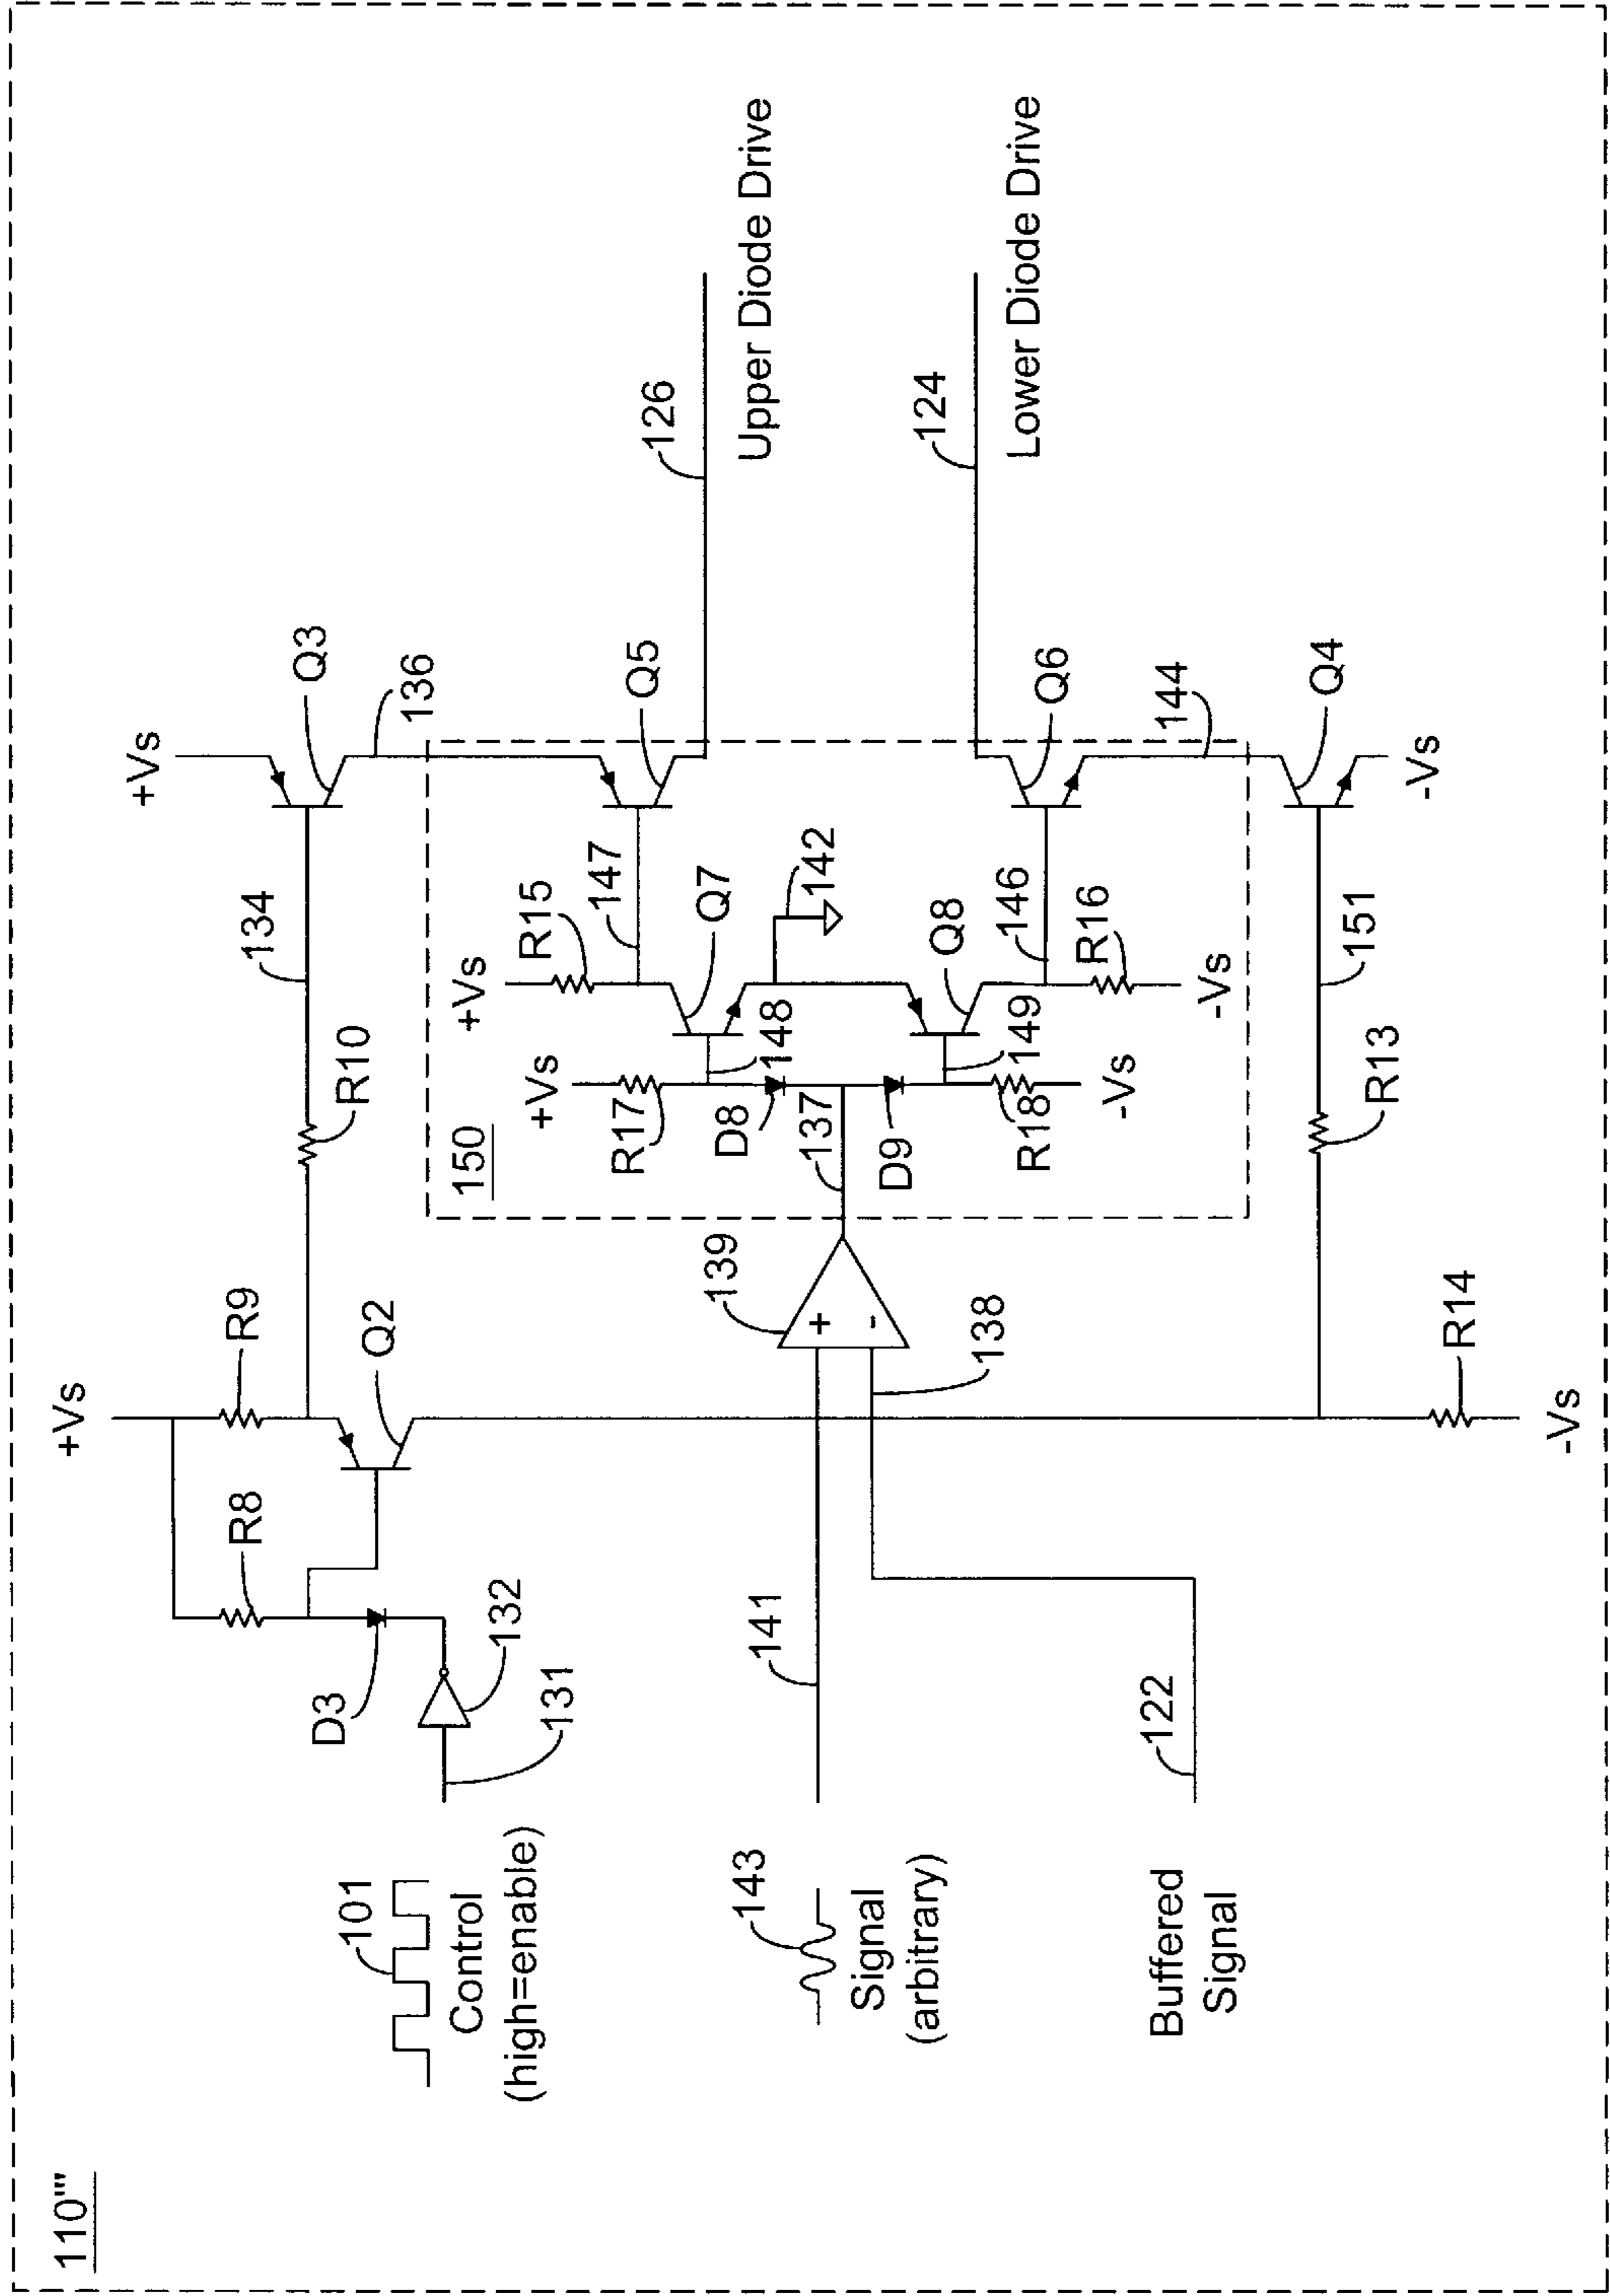 110'''
101
Control
(high=enable)
143
Signal
(arbitrary)
Buffered
Signal
+Vs
R8
R9
D3
132
131
Q2
141
122
139
+
-
138
R14
-Vs
134
R10
R13
151
150
+Vs
R15
147
+Vs
R17
Q7
148
D8
137
142
D9
Q8
149
146
R18
R16
-Vs
-Vs
+Vs
Q3
136
Q5
Q6
144
Q4
-Vs
126
Upper Diode Drive
124
Lower Diode Drive